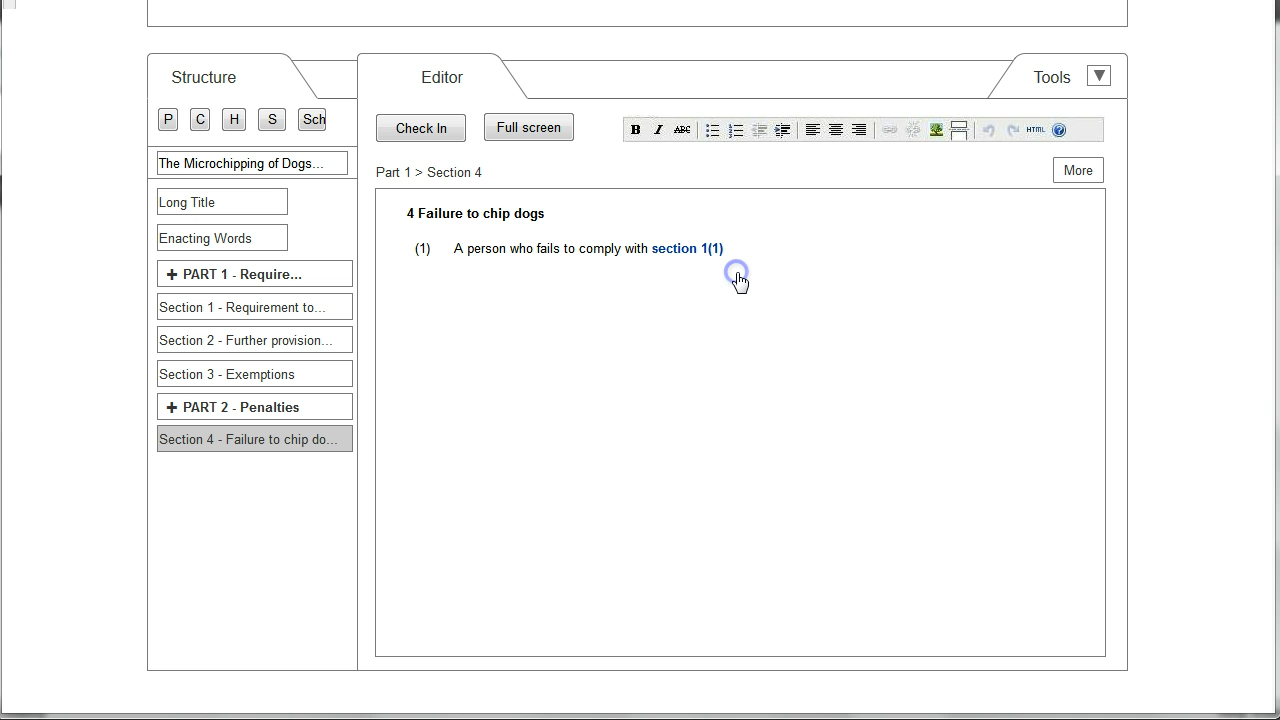 Structure
Editor
Tools
P C H S Sch
Check In
Full screen
B I ABC
HTML
The Microchipping of Dogs...
Part 1 > Section 4
More
Long Title
Enacting Words
+ PART 1 - Require...
Section 1 - Requirement to...
Section 2 - Further provision...
Section 3 - Exemptions
+ PART 2 - Penalties
Section 4 - Failure to chip do...
4 Failure to chip dogs
(1) A person who fails to comply with section 1(1)